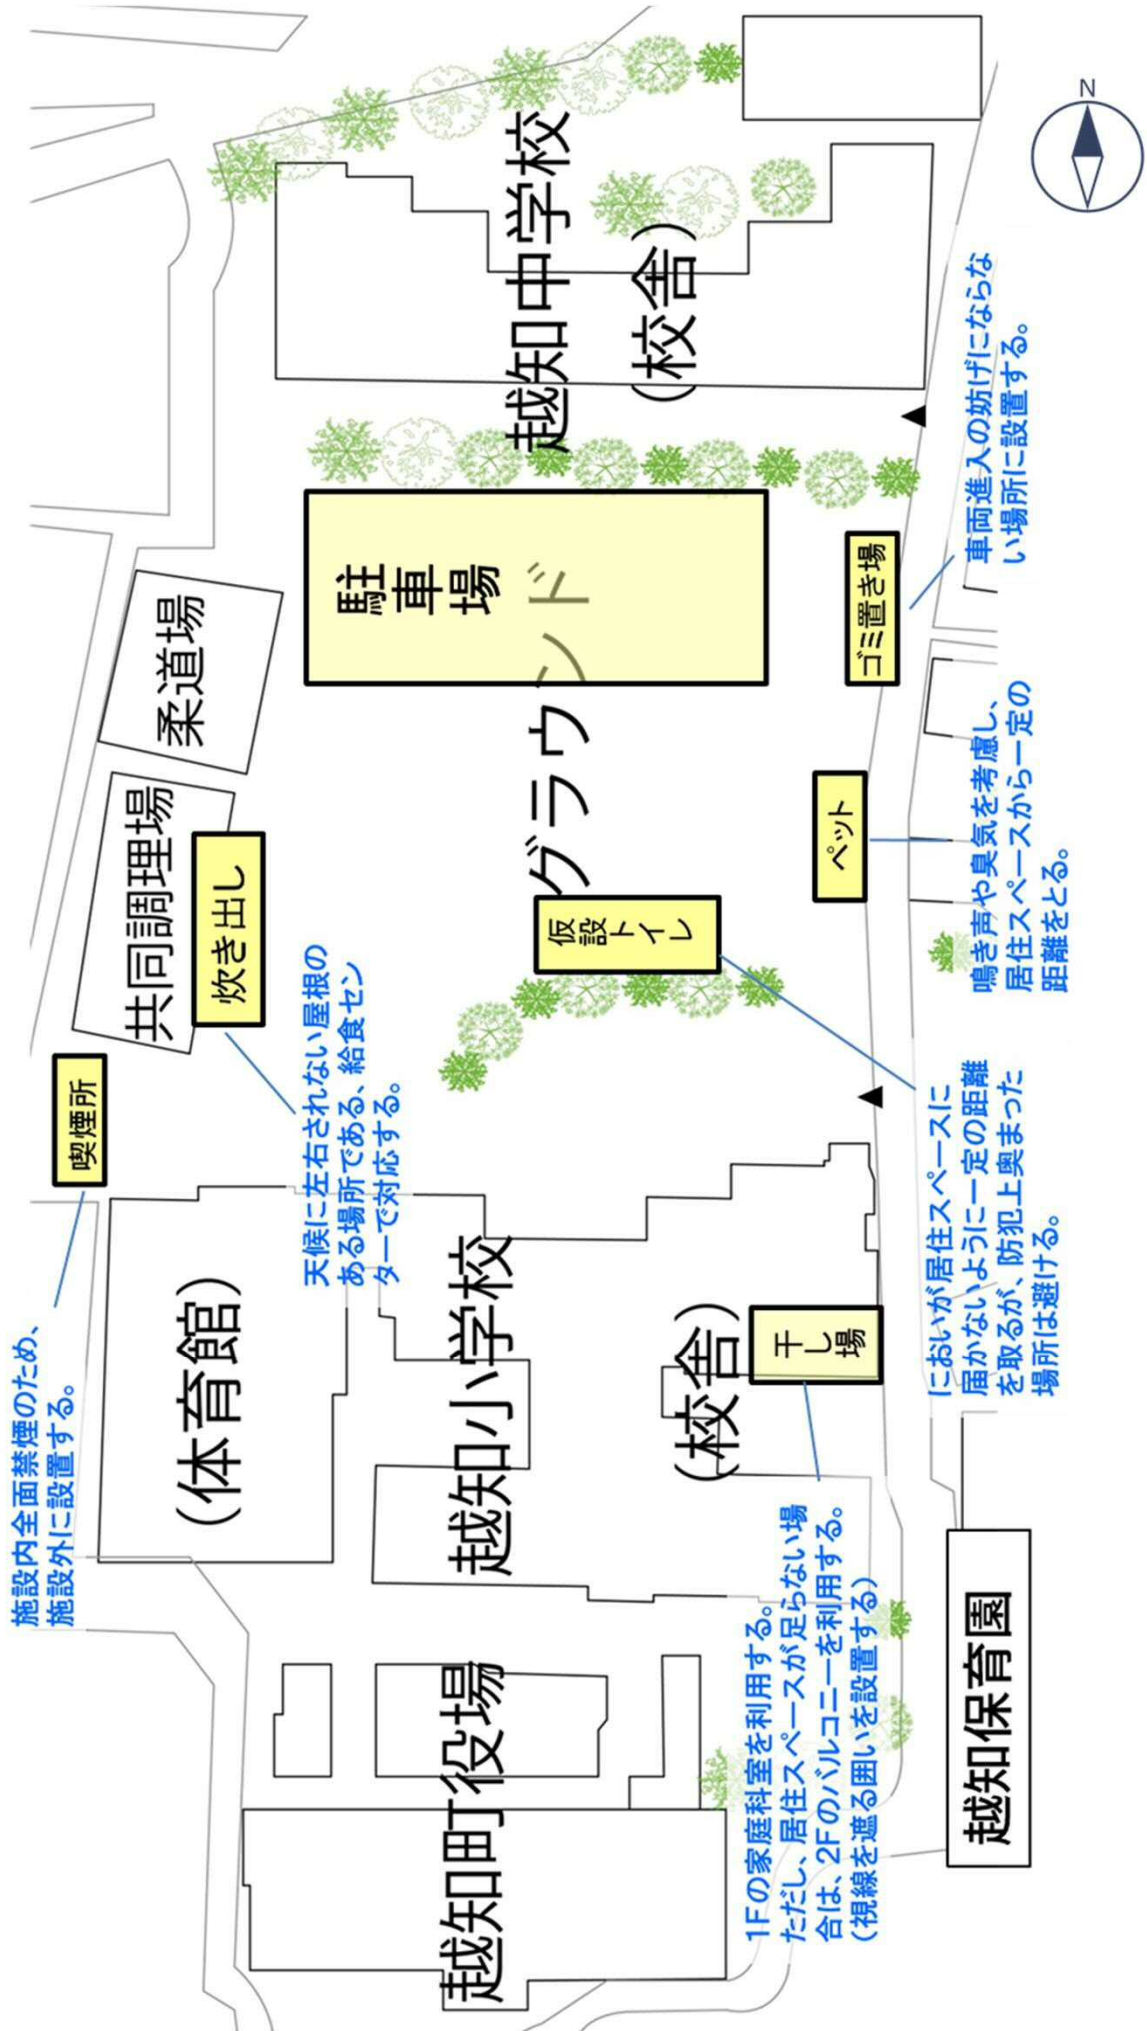 施設内全面禁煙のため、
施設外に設置する。
喫煙所
共同調理場
炊き出し
柔道場
天候に左右されない屋根の
ある場所である、給食セン
ターで対応する。
(体育館)
越知小学校
(校舎)
越知町役場
干し場
1Fの家庭科室を利用する。
ただし、居住スペースが足らない場
合は、2Fのバルコニーを利用する。
(視線を遮る囲いを設置する)
越知保育園
グラウンド
仮設
トイレ
においが居住スペースに
届かないように一定の距離
を取るが、防犯上奥まった
場所は避ける。
駐
車
場
ペット
鳴き声や臭気を考慮し、
居住スペースから一定の
距離をとる。
ゴミ置き場
車両進入の妨げにならな
い場所に設置する。
越知中学校
(校舎)
N